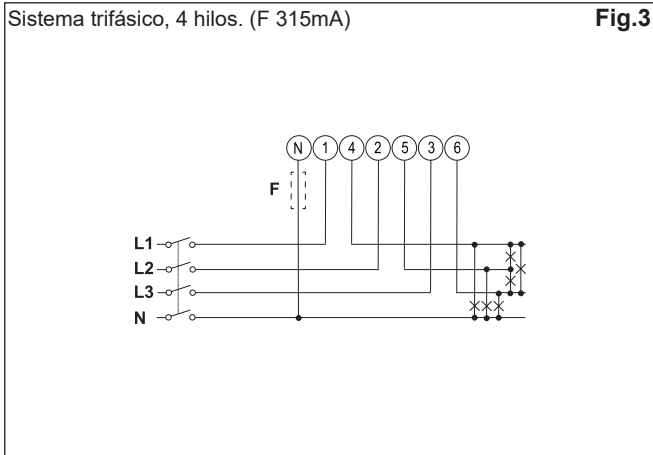 Sistema trifásico, 4 hilos. (F 315mA) Fig.3
N 1 4 2 5 3 6
F
L1
L2
L3
N